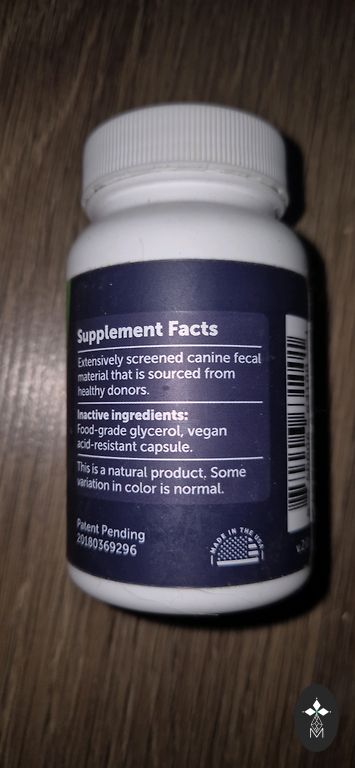 Supplement Facts
Extensively screened canine fecal
material that is sourced from
healthy donors.
Inactive ingredients:
Food-grade glycerol, vegan
acid-resistant capsule.
This is a natural product. Some
variation in color is normal.
Patent Pending
20180369296
MADE IN THE USA
M